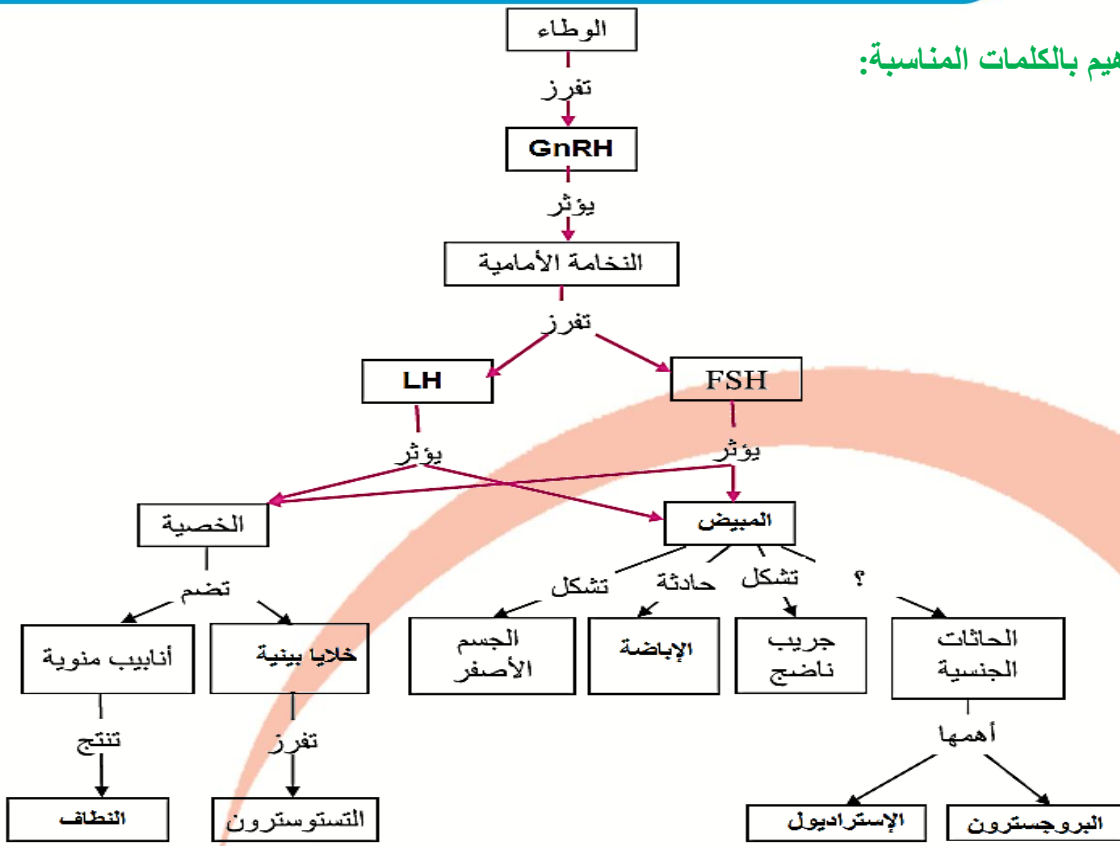 هيم بالكلمات المناسبة:
الوطاء
تفرز
GnRH
يؤثر
النخامة الأمامية
تفرز
FSH
LH
يؤثر
يؤثر
المبيض
الخصية
؟
تشكل
حادثة
تشكل
تضم
الحاثات
الجنسية
جريب
ناضج
الإباضة
الجسم
الأصفر
خلايا بينية
أنابيب منوية
أهمها
تفرز
تنتج
البروجسترون
الإستراديول
التستوسترون
النطاف